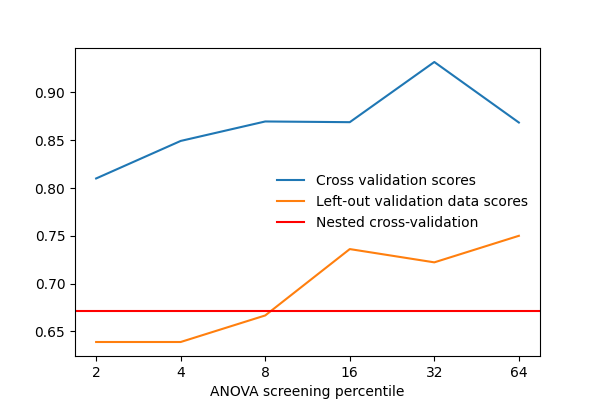 0.90
0.85
0.80
0.75
0.70
0.65
Cross validation scores
Left-out validation data scores
Nested cross-validation
2 4 8 16 32 64
ANOVA screening percentile